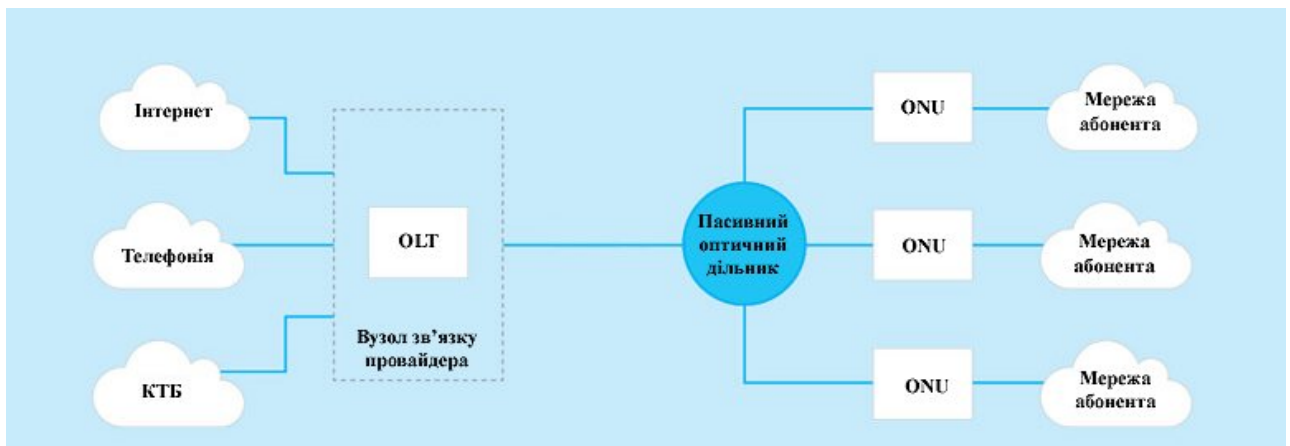 Інтернет
Телефонія
КТБ
OLT
Вузол зв’язку
провайдера
Пасивний
оптичний
дільник
ONU
Мережа
абонента
ONU
Мережа
абонента
ONU
Мережа
абонента